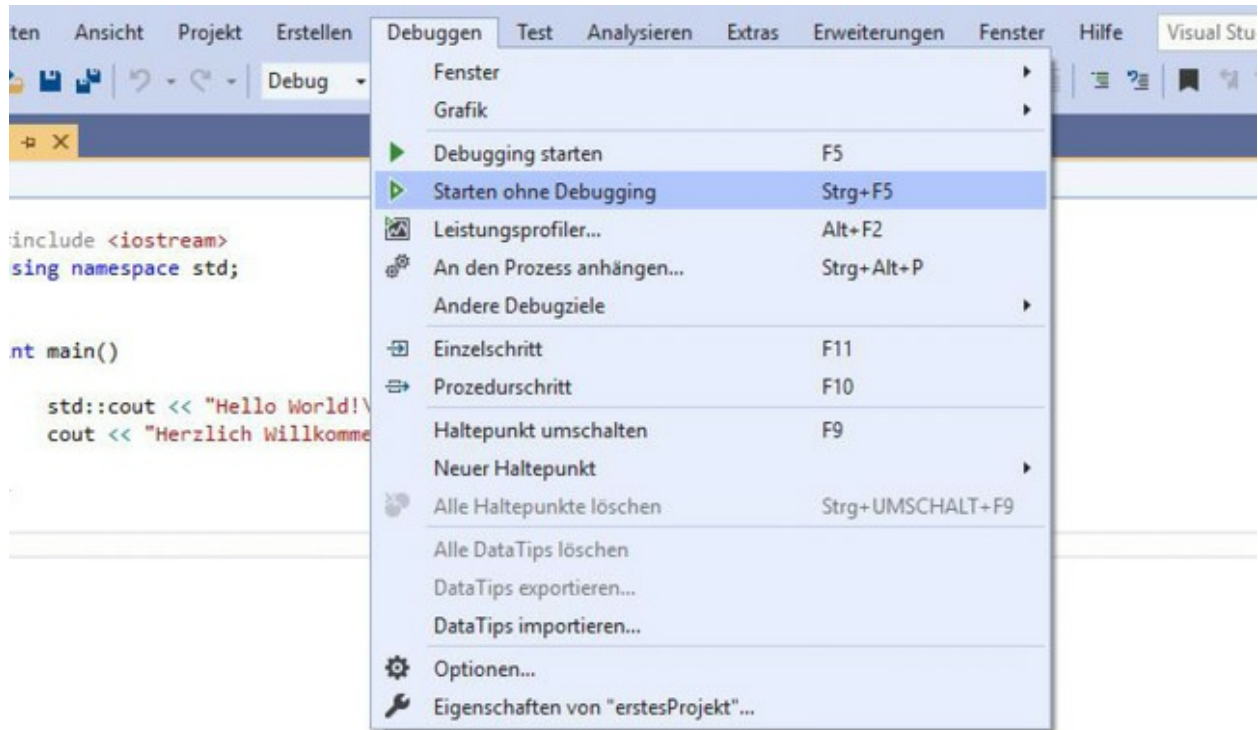 ten Ansicht Projekt Erstellen Debuggen Test Analysieren Extras Erweiterungen Fenster Hilfe Visual Stu
Debug
Fenster
Grafik
Debugging starten F5
Starten ohne Debugging Strg+F5
Leistungsprofiler... Alt+F2
An den Prozess anhängen... Strg+Alt+P
Andere Debugziele
Einzelschritt F11
Prozedurschritt F10
Haltepunkt umschalten F9
Neuer Haltepunkt
Alle Haltepunkte löschen Strg+UMSCHALT+F9
Alle DataTips löschen
DataTips exportieren...
DataTips importieren...
Optionen...
Eigenschaften von "erstesProjekt"...
include <iostream>
sing namespace std;
nt main()
std::cout << "Hello World!\
cout << "Herzlich Willkomme